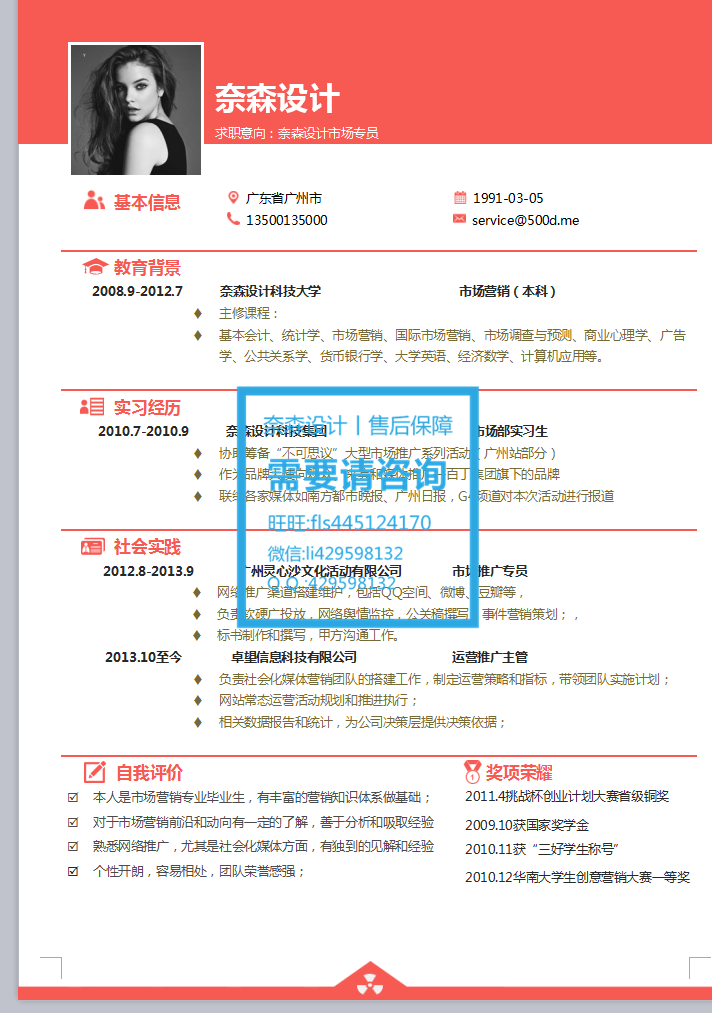 奈森设计
求职意向：奈森设计市场专员
基本信息
广东省广州市
1991-03-05
13500135000
service@500d.me
教育背景
2008.9-2012.7 奈森设计科技大学 市场营销（本科）
主修课程：
基本会计、统计学、市场营销、国际市场营销、市场调查与预测、商业心理学、广告
学、公共关系学、货币银行学、大学英语、经济数学、计算机应用等。
实习经历
2010.7-2010.9 奈森设计科技集团 市场部实习生
协助筹备“不可思议”大型市场推广系列活动（广州站部分）
作为品牌 百丁集团旗下的品牌
联络各家媒体如南方都市晚报、广州日报，G4频道对本次活动进行报道
奈森设计丨售后保障
需要请咨询
旺旺:fls445124170
微信:li429598132
Q Q :429598132
社会实践
2012.8-2013.9 广州灵心沙文化活动有限公司 市场推广专员
网络推广渠道搭建维护，包括QQ空间、微博、豆瓣等，
负责软硬广投放，网络舆情监控，公关稿撰写，事件营销策划；，
标书制作和撰写，甲方沟通工作。
2013.10至今 卓望信息科技有限公司 运营推广主管
负责社会化媒体营销团队的搭建工作，制定运营策略和指标，带领团队实施计划；
网站常态运营活动规划和推进执行；
相关数据报告和统计，为公司决策层提供决策依据；
自我评价
本人是市场营销专业毕业生，有丰富的营销知识体系做基础；
对于市场营销前沿和动向有一定的了解，善于分析和吸取经验
熟悉网络推广，尤其是社会化媒体方面，有独到的见解和经验
个性开朗，容易相处，团队荣誉感强；
奖项荣耀
2011.4挑战杯创业计划大赛省级铜奖
2009.10获国家奖学金
2010.11获“三好学生称号”
2010.12华南大学生创意营销大赛一等奖